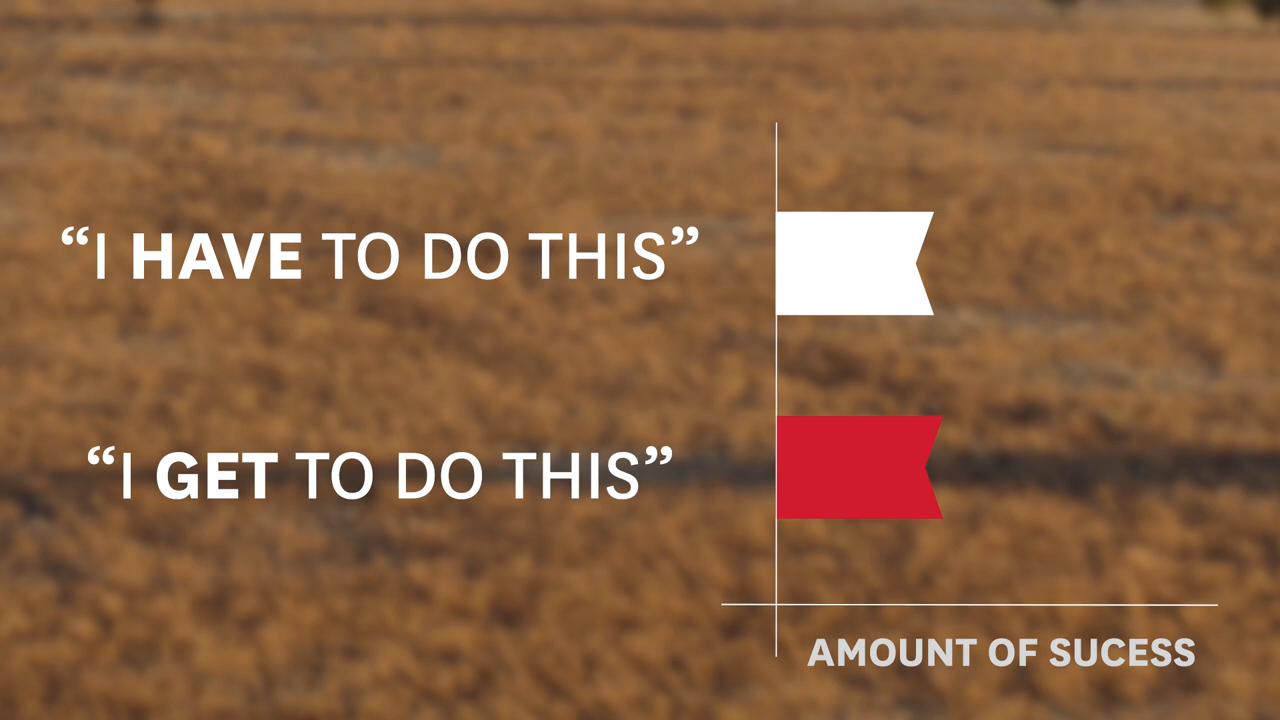 “I HAVE TO DO THIS”
“I GET TO DO THIS”
AMOUNT OF SUCESS